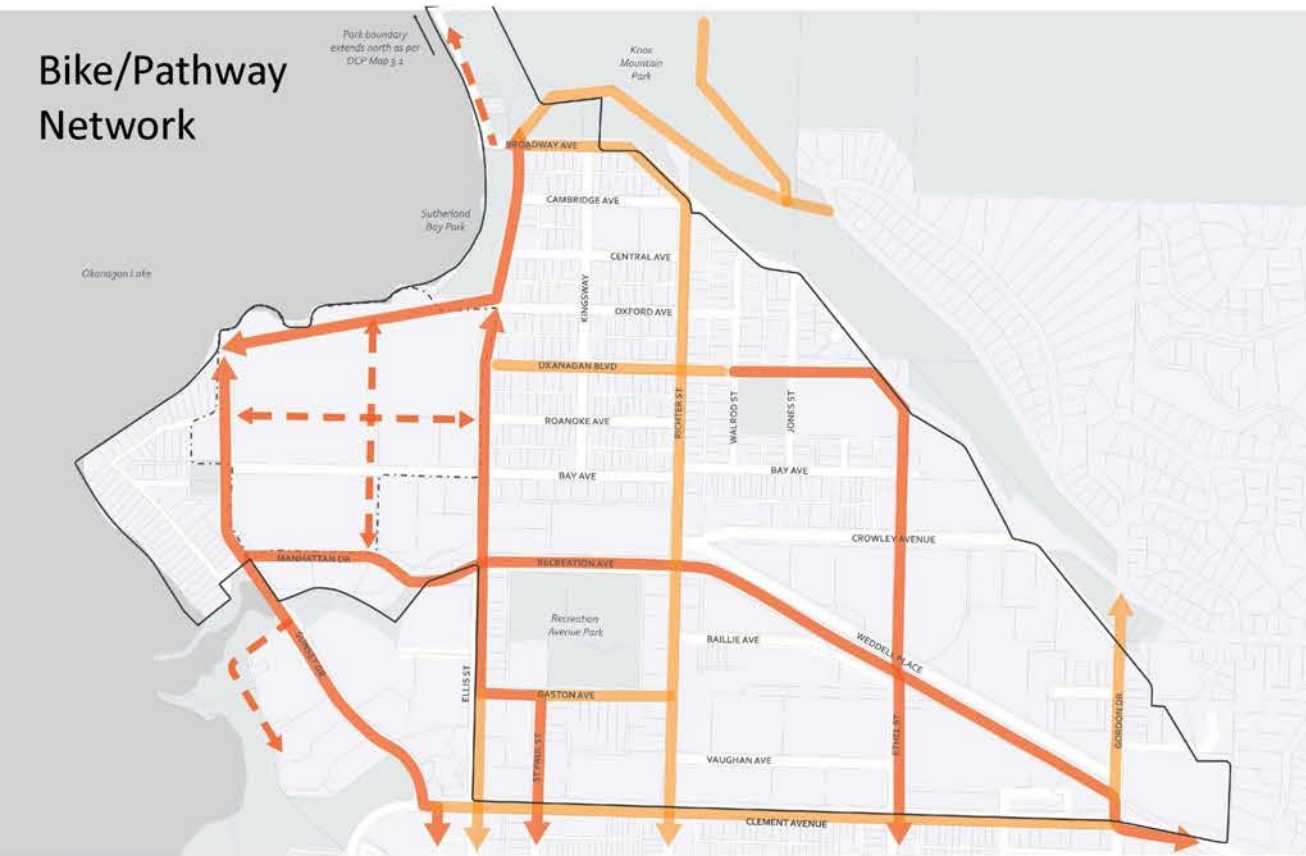 Bike/Pathway
Network
Park boundary
extends north as per
OCP Map 3.1
Knox
Mountain
Park
BROADWAY AVE
CAMBRIDGE AVE
Sutherland
Bay Park
CENTRAL AVE
Okanagan Lake
KINGSWAY
OXFORD AVE
OKANAGAN BLVD
RICHTER ST
WALROD ST
JONES ST
ROANOKE AVE
BAY AVE
BAY AVE
CROWLEY AVENUE
MANHATTAN DR
RECREATION AVE
Recreation
Avenue Park
BAILLIE AVE
WEDDELL PLACE
SUNSET DR
ELLIS ST
GASTON AVE
ST PAUL ST
ETHEL ST
GORDON DR
VAUGHAN AVE
CLEMENT AVENUE